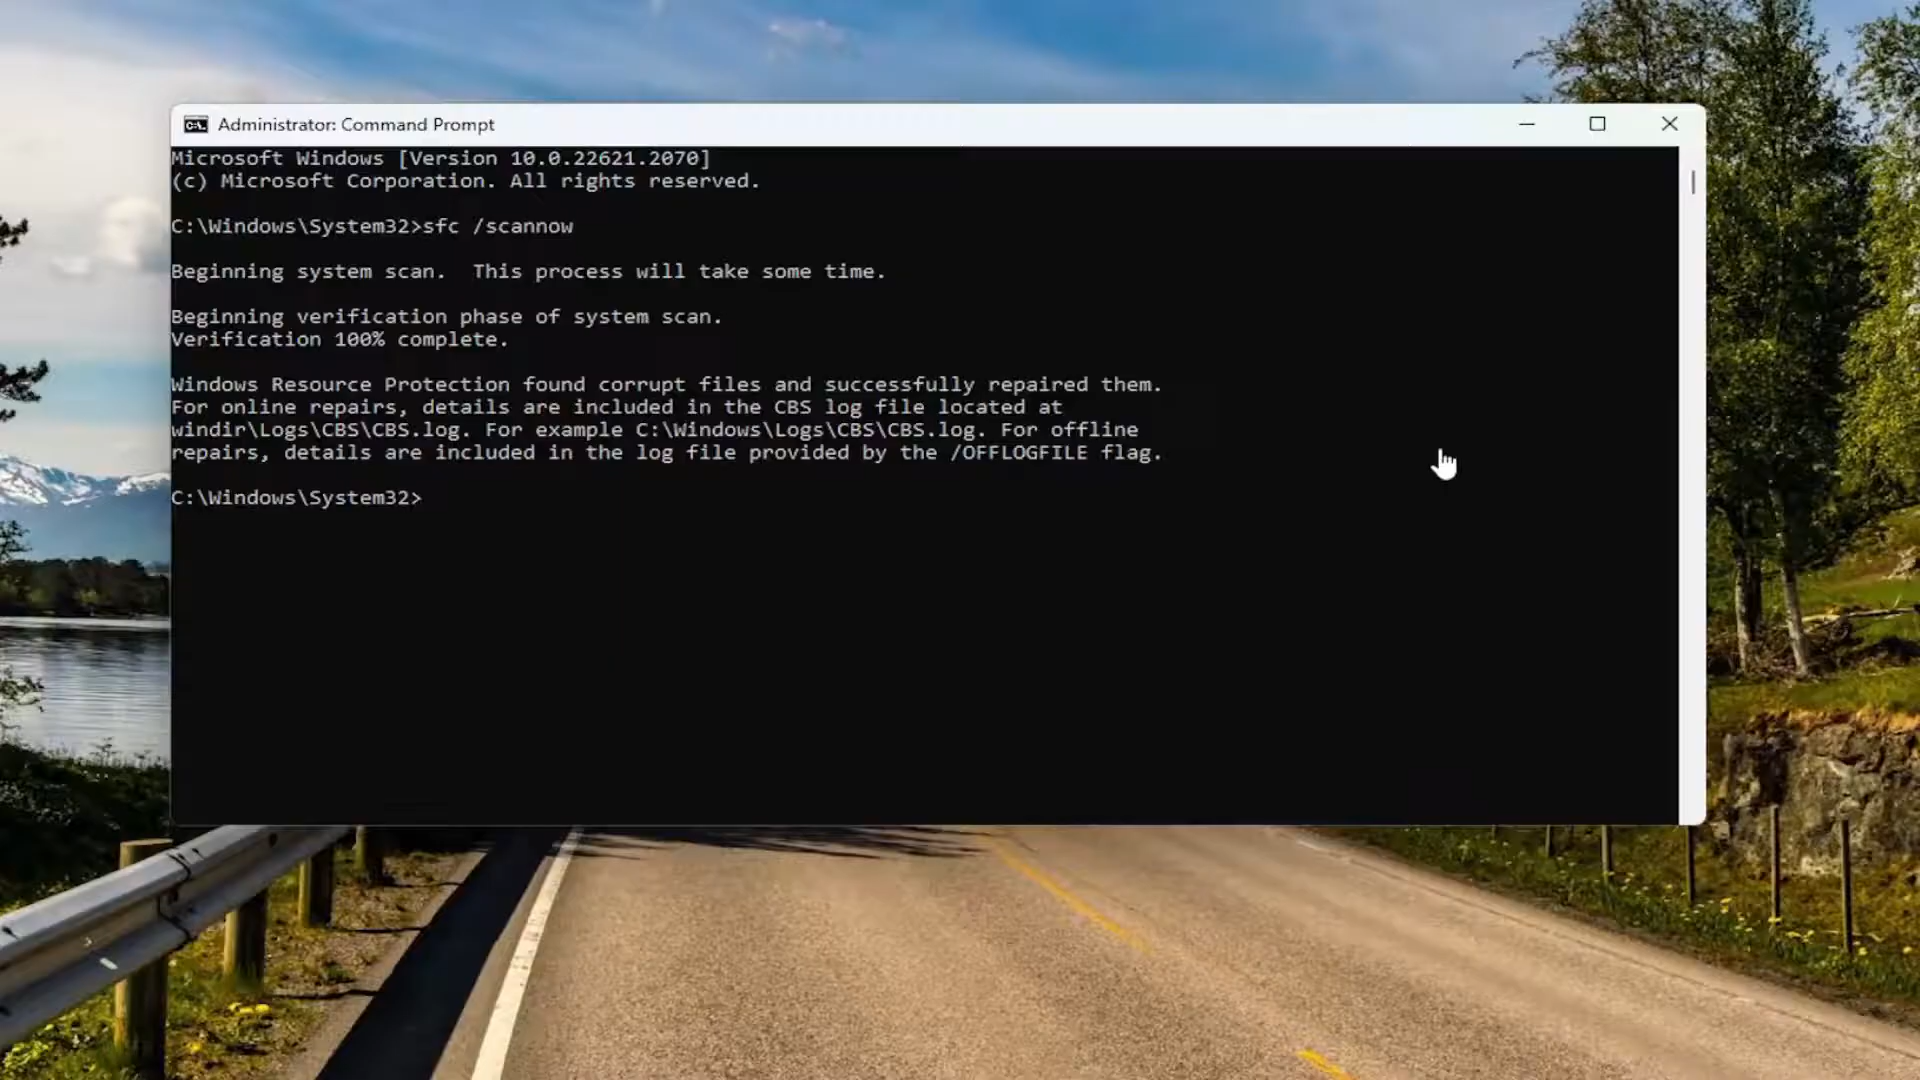 Administrator: Command Prompt
Microsoft Windows [Version 10.0.22621.2070]
(c) Microsoft Corporation. All rights reserved.
C:\Windows\System32>sfc /scannow
Beginning system scan.  This process will take some time.
Beginning verification phase of system scan.
Verification 100% complete.
Windows Resource Protection found corrupt files and successfully repaired them.
For online repairs, details are included in the CBS log file located at
windir\Logs\CBS\CBS.log. For example C:\Windows\Logs\CBS\CBS.log. For offline
repairs, details are included in the log file provided by the /OFFLOGFILE flag.
C:\Windows\System32>